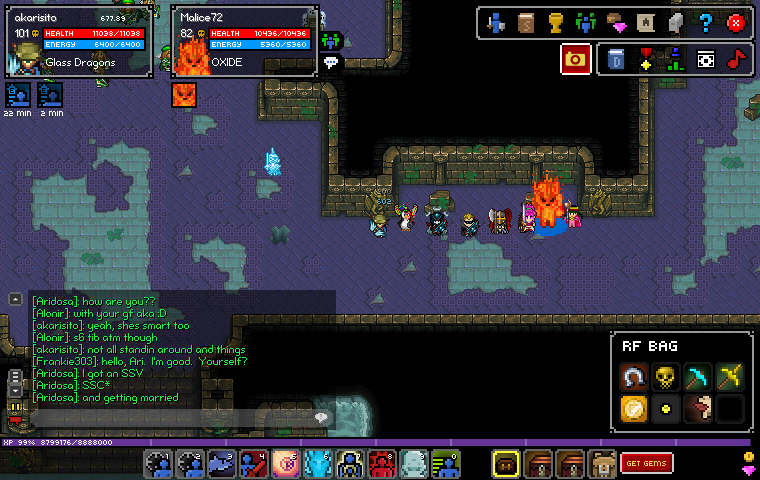 akarisito 677.89
101 HEALTH 11038/11038
ENERGY 6400/6400
Glass Dragons
Malice72
82 HEALTH 10436/10436
ENERGY 5360/5360
OXIDE
22 min 2 min
[Aridosa]: how are you??
[Alonir]: with your gf aka :D
[akarisito]: yeah, shes smart too
[Alonir]: s6 tib atm though
[akarisito]: not all standin around and things
[Frankie303]: hello, Ari. I'm good. Yourself?
[Aridosa]: I got an SSV
[Aridosa]: SSC*
[Aridosa]: and getting married
RF BAG
XP 99% 8799176/8888000
GET GEMS